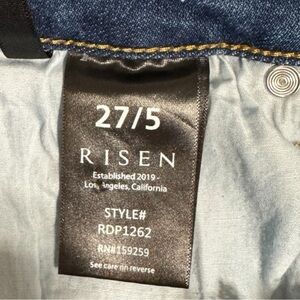 27/5
RISEN
Established 2019 -
Los Angeles, California
STYLE#
RDP1262
RN#159259
See care on reverse